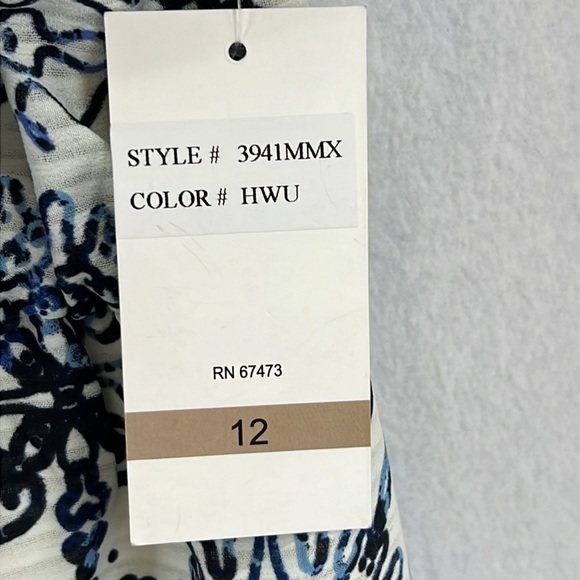 STYLE # 3941MMX
COLOR # HWU
RN 67473
12